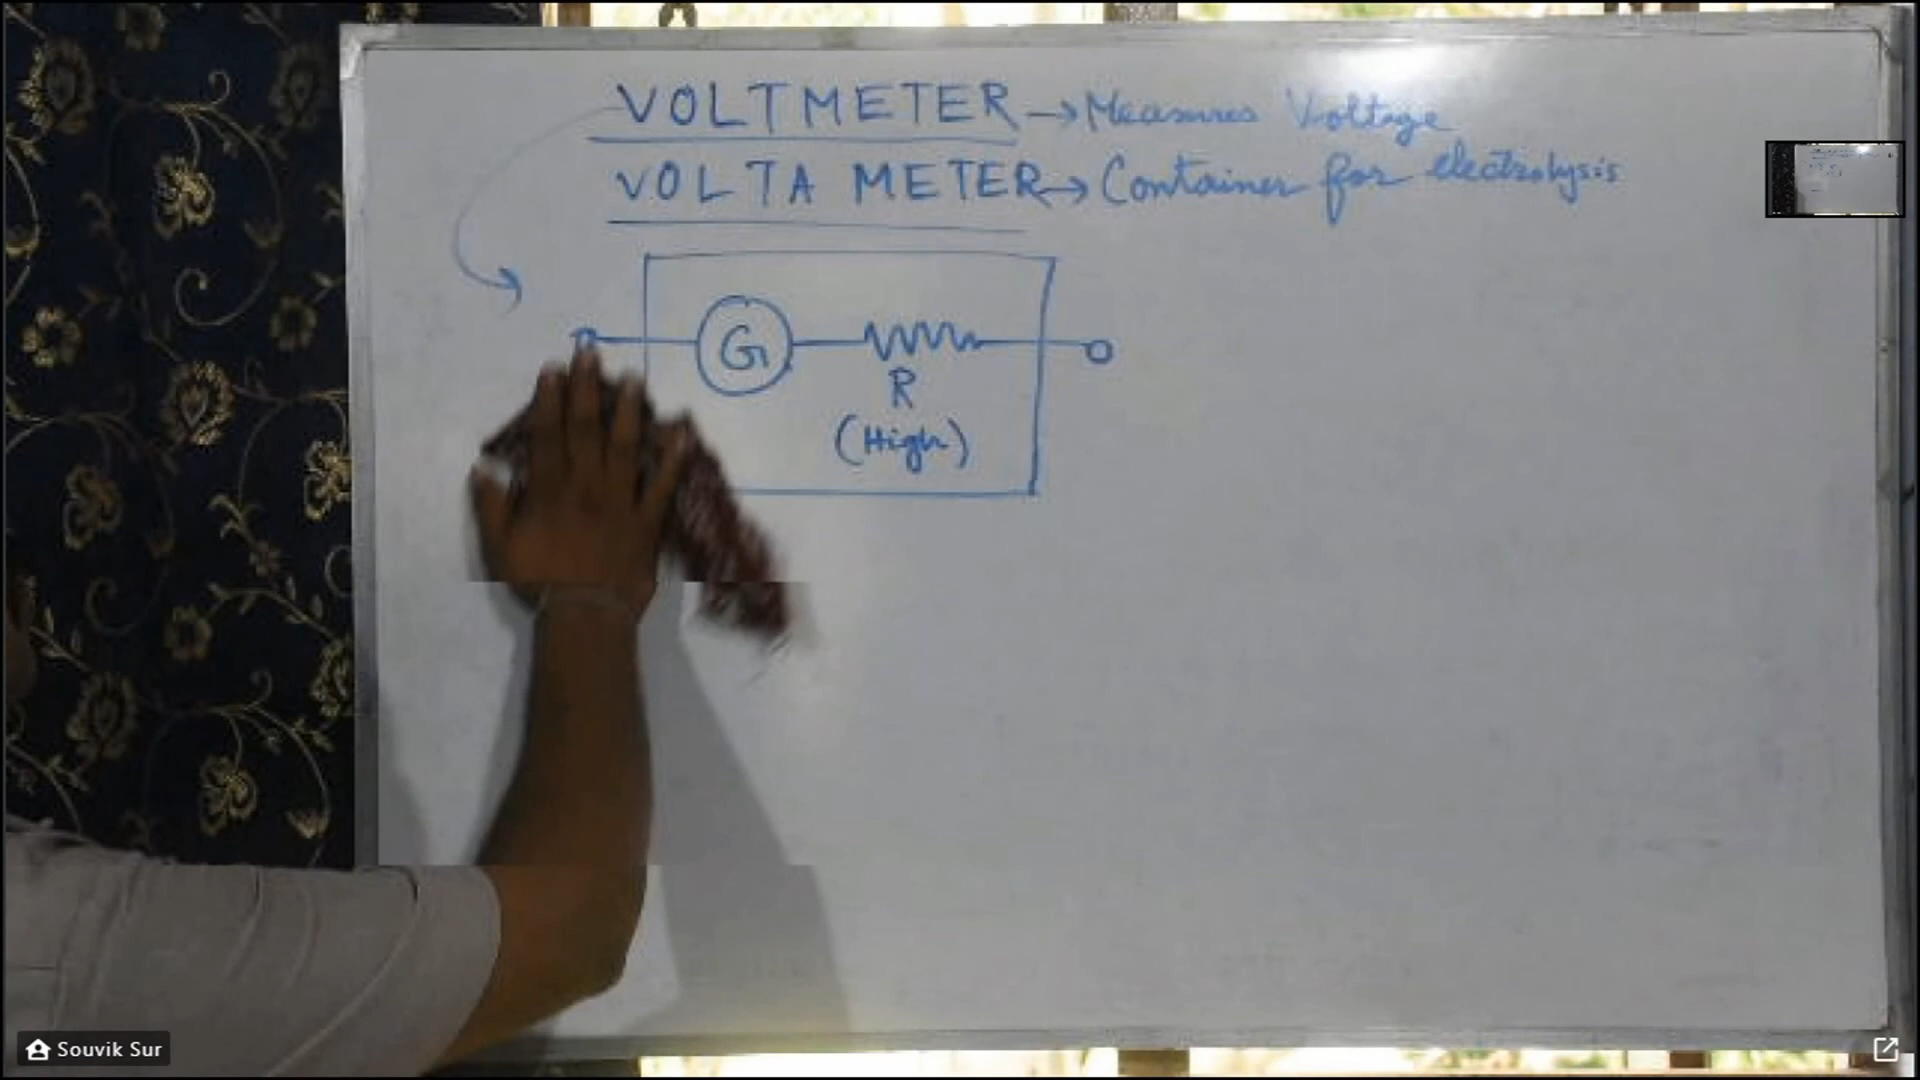 VOLTMETER → Measures Voltage
VOLTA METER → Container for electrolysis
G
R
(High)
Souvik Sur